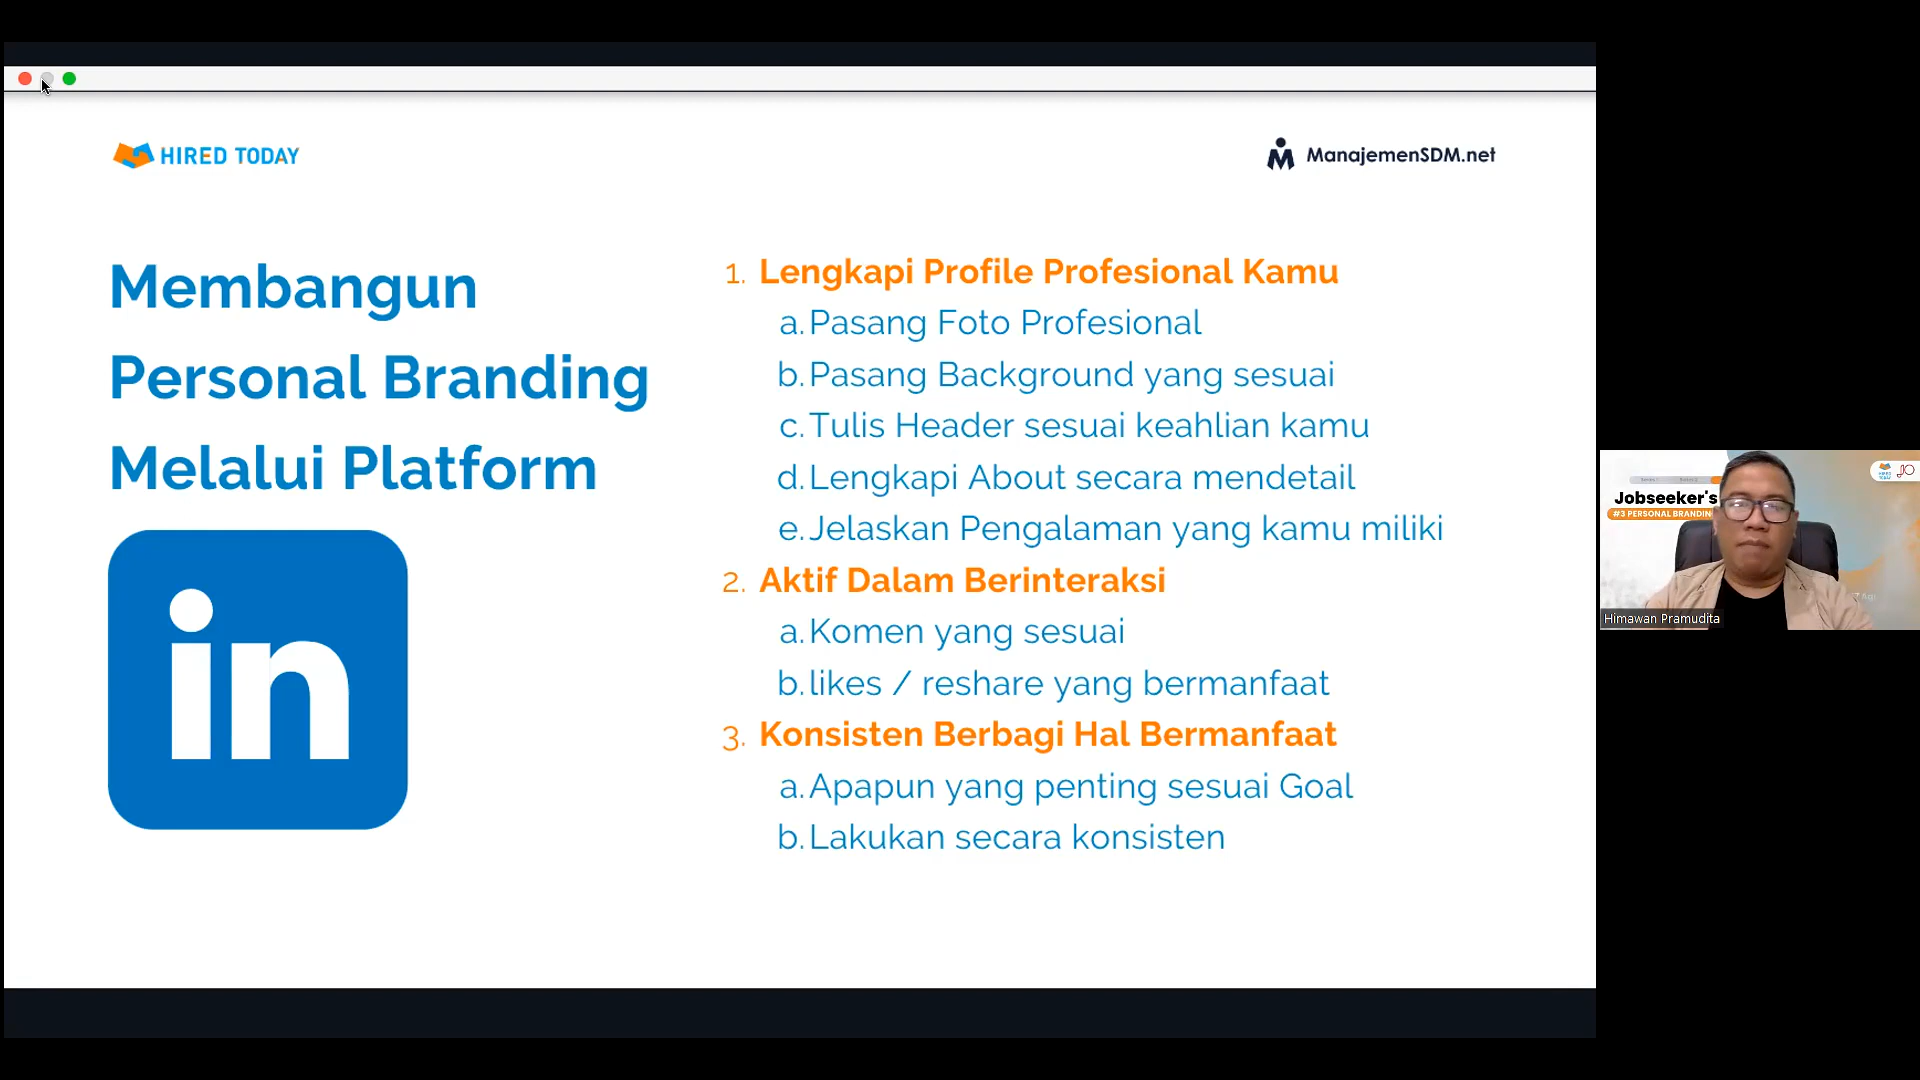 HIRED TODAY
ManajemenSDM.net
Membangun
Personal Branding
Melalui Platform
in
1. Lengkapi Profile Profesional Kamu
a. Pasang Foto Profesional
b. Pasang Background yang sesuai
c. Tulis Header sesuai keahlian kamu
d. Lengkapi About secara mendetail
e. Jelaskan Pengalaman yang kamu miliki
2. Aktif Dalam Berinteraksi
a. Komen yang sesuai
b. likes / reshare yang bermanfaat
3. Konsisten Berbagi Hal Bermanfaat
a. Apapun yang penting sesuai Goal
b. Lakukan secara konsisten
Jobseeker's
#3 PERSONAL BRANDIN
Himawan Pramudita